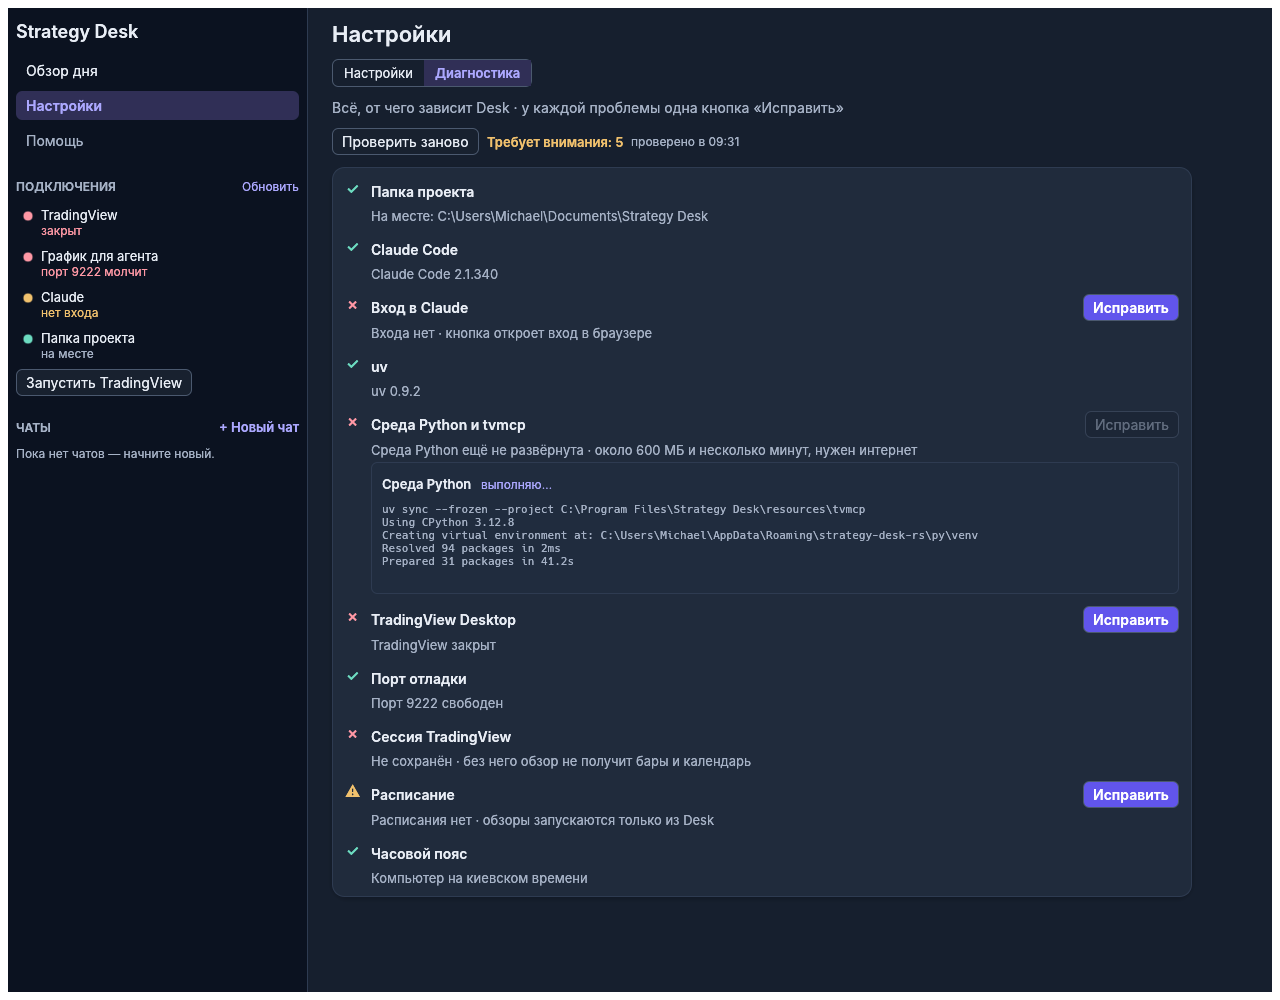 Strategy Desk
Обзор дня
Настройки
Помощь
ПОДКЛЮЧЕНИЯ
Обновить
TradingView
закрыт
График для агента
порт 9222 молчит
Claude
нет входа
Папка проекта
на месте
Запустить TradingView
ЧАТЫ
+ Новый чат
Пока нет чатов — начните новый.
Настройки
Настройки
Диагностика
Всё, от чего зависит Desk · у каждой проблемы одна кнопка «Исправить»
Проверить заново
Требует внимания: 5
проверено в 09:31
Папка проекта
На месте: C:\Users\Michael\Documents\Strategy Desk
Claude Code
Claude Code 2.1.340
Вход в Claude
Исправить
Входа нет · кнопка откроет вход в браузере
uv
uv 0.9.2
Среда Python и tvmcp
Исправить
Среда Python ещё не развёрнута · около 600 МБ и несколько минут, нужен интернет
Среда Python
выполняю...
uv sync --frozen --project C:\Program Files\Strategy Desk\resources\tvmcp
Using CPython 3.12.8
Creating virtual environment at: C:\Users\Michael\AppData\Roaming\strategy-desk-rs\py\venv
Resolved 94 packages in 2ms
Prepared 31 packages in 41.2s
TradingView Desktop
Исправить
TradingView закрыт
Порт отладки
Порт 9222 свободен
Сессия TradingView
Не сохранён · без него обзор не получит бары и календарь
Расписание
Исправить
Расписания нет · обзоры запускаются только из Desk
Часовой пояс
Компьютер на киевском времени